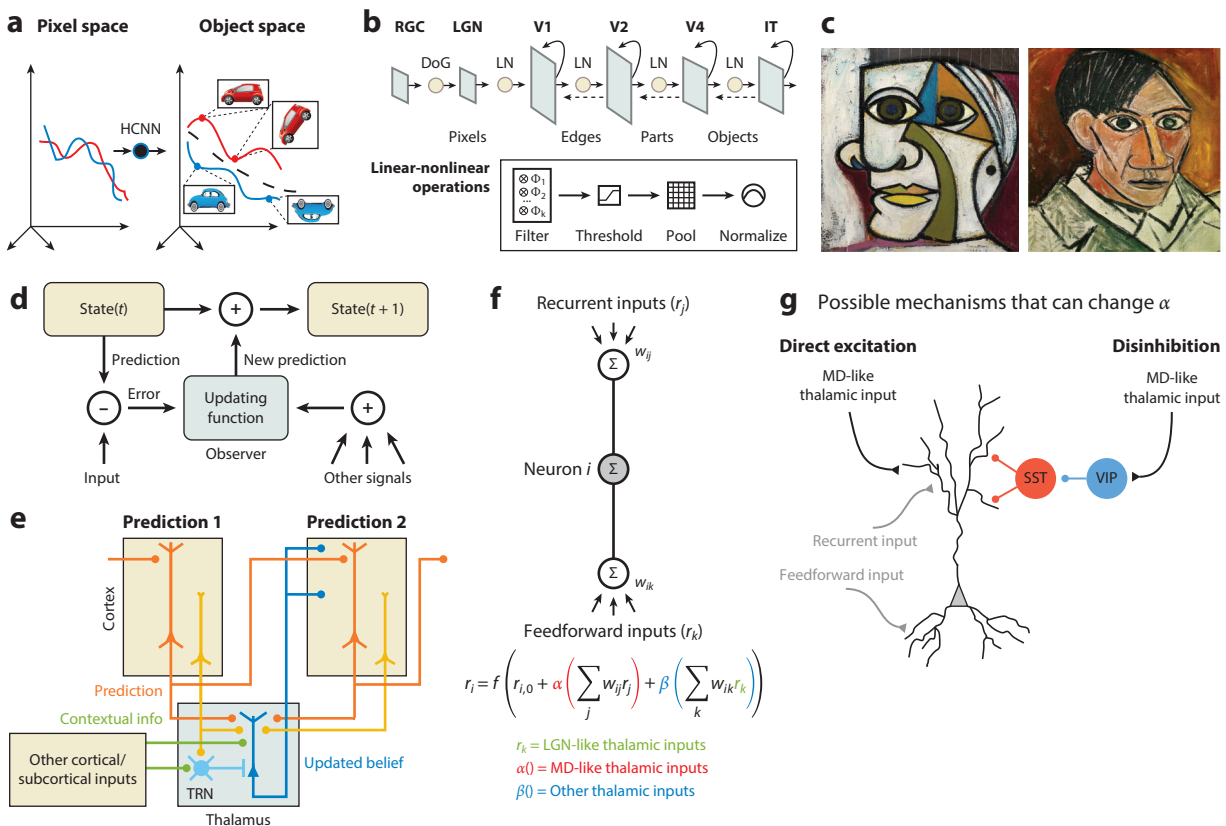 a
Pixel space
Object space
HCNN
b
RGC
LGN
V1
V2
V4
IT
DoG
LN
LN
LN
LN
Pixels
Edges
Parts
Objects
Linear-nonlinear
operations
⊗ Φ1
⊗ Φ2
...
⊗ Φk
Filter
Threshold
Pool
Normalize
c
d
State(t)
+
State(t + 1)
Prediction
New prediction
–
Error
Updating
function
+
Observer
Input
Other signals
e
Prediction 1
Prediction 2
Cortex
Prediction
Contextual info
Other cortical/
subcortical inputs
Updated belief
TRN
Thalamus
f
Recurrent inputs (rj)
Σ
wij
Neuron i
Σ
Σ
wik
Feedforward inputs (rk)
ri = f ( ri,0 + α ( ∑j wijrj ) + β ( ∑k wikrk ) )
rk = LGN-like thalamic inputs
α() = MD-like thalamic inputs
β() = Other thalamic inputs
g
Possible mechanisms that can change α
Direct excitation
Disinhibition
MD-like
thalamic input
MD-like
thalamic input
SST
VIP
Recurrent input
Feedforward input